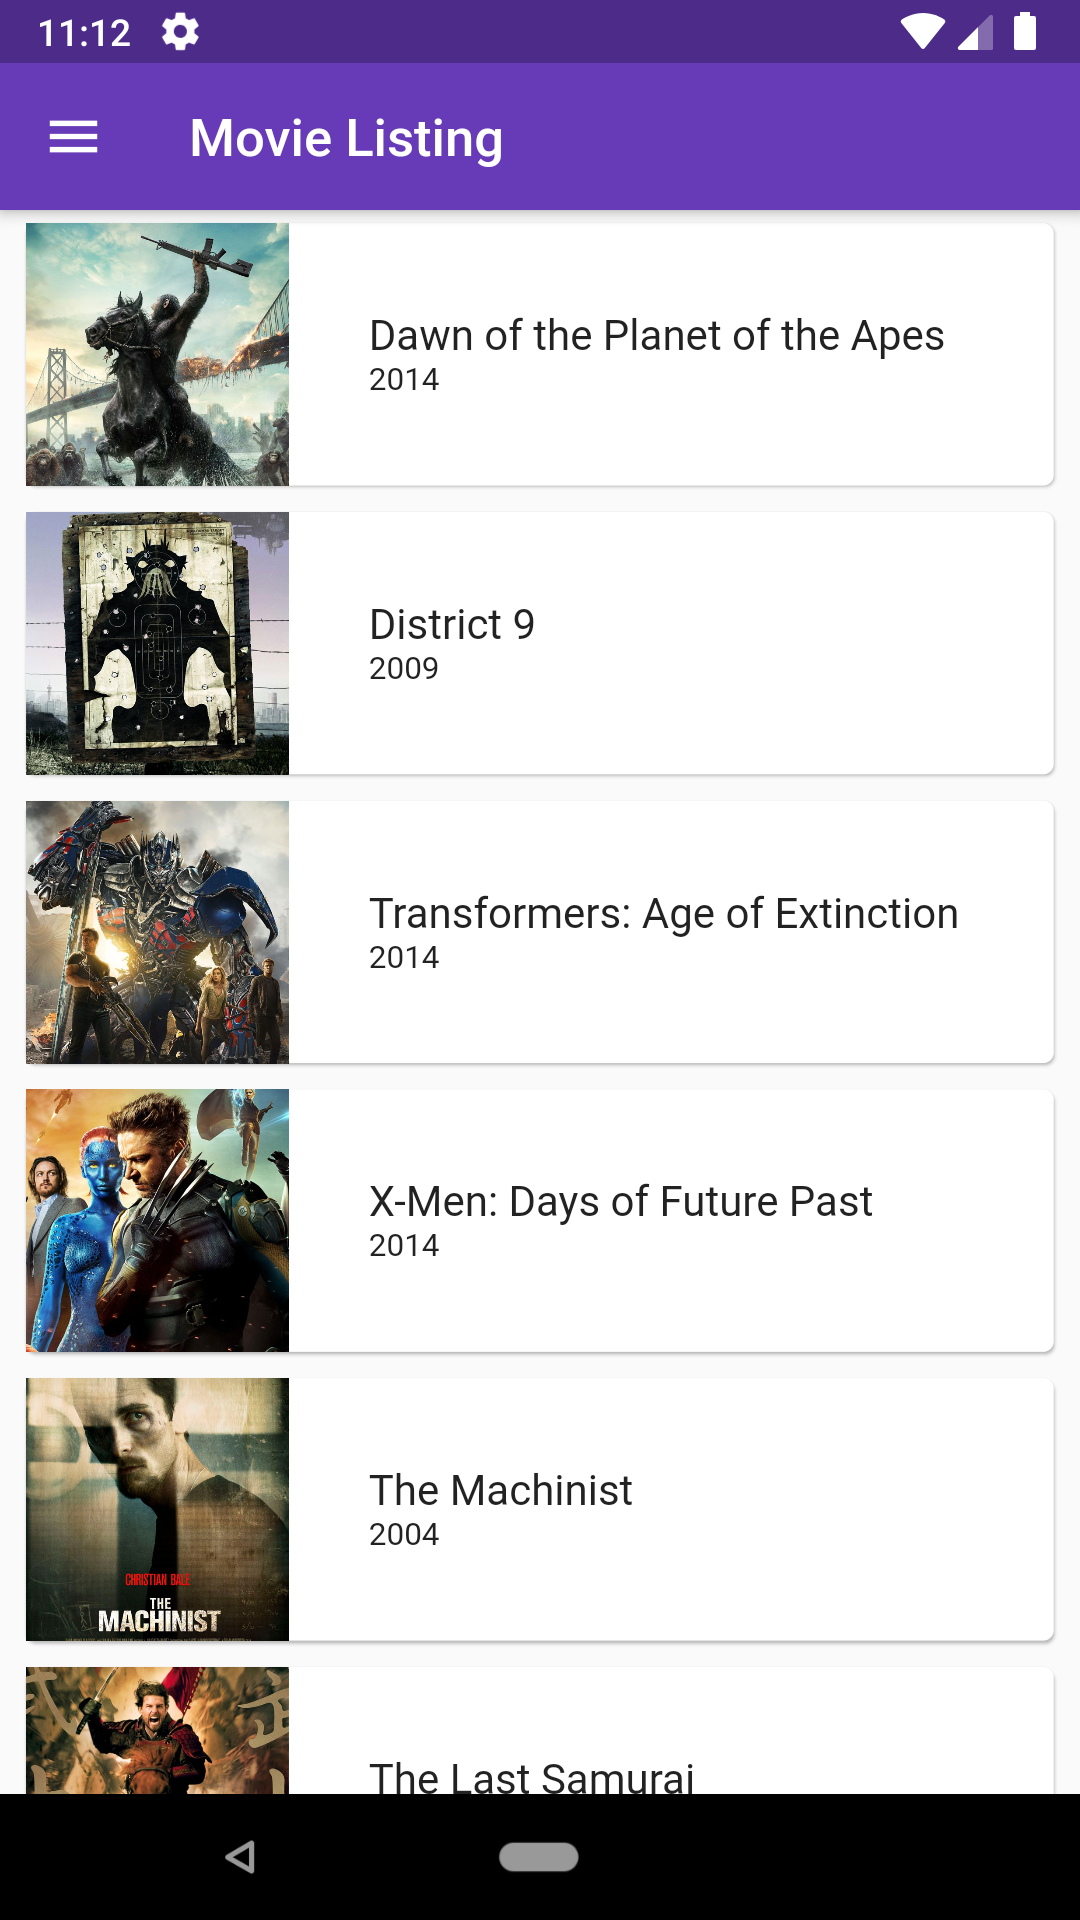 11:12
Movie Listing
Dawn of the Planet of the Apes
2014
District 9
2009
Transformers: Age of Extinction
2014
X-Men: Days of Future Past
2014
The Machinist
2004
CHRISTIAN BALE
THE
MACHINIST
The Last Samurai